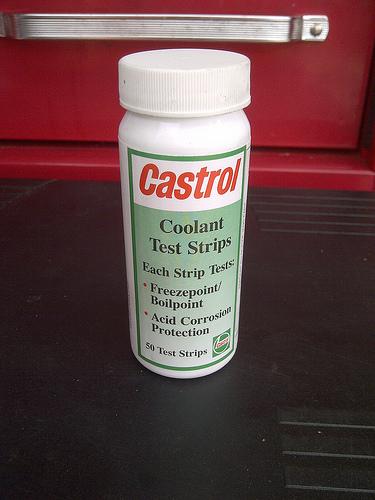 Castrol
Coolant
Test Strips
Each Strip Tests:
• Freezepoint/
Boilpoint
• Acid Corrosion
Protection
50 Test Strips